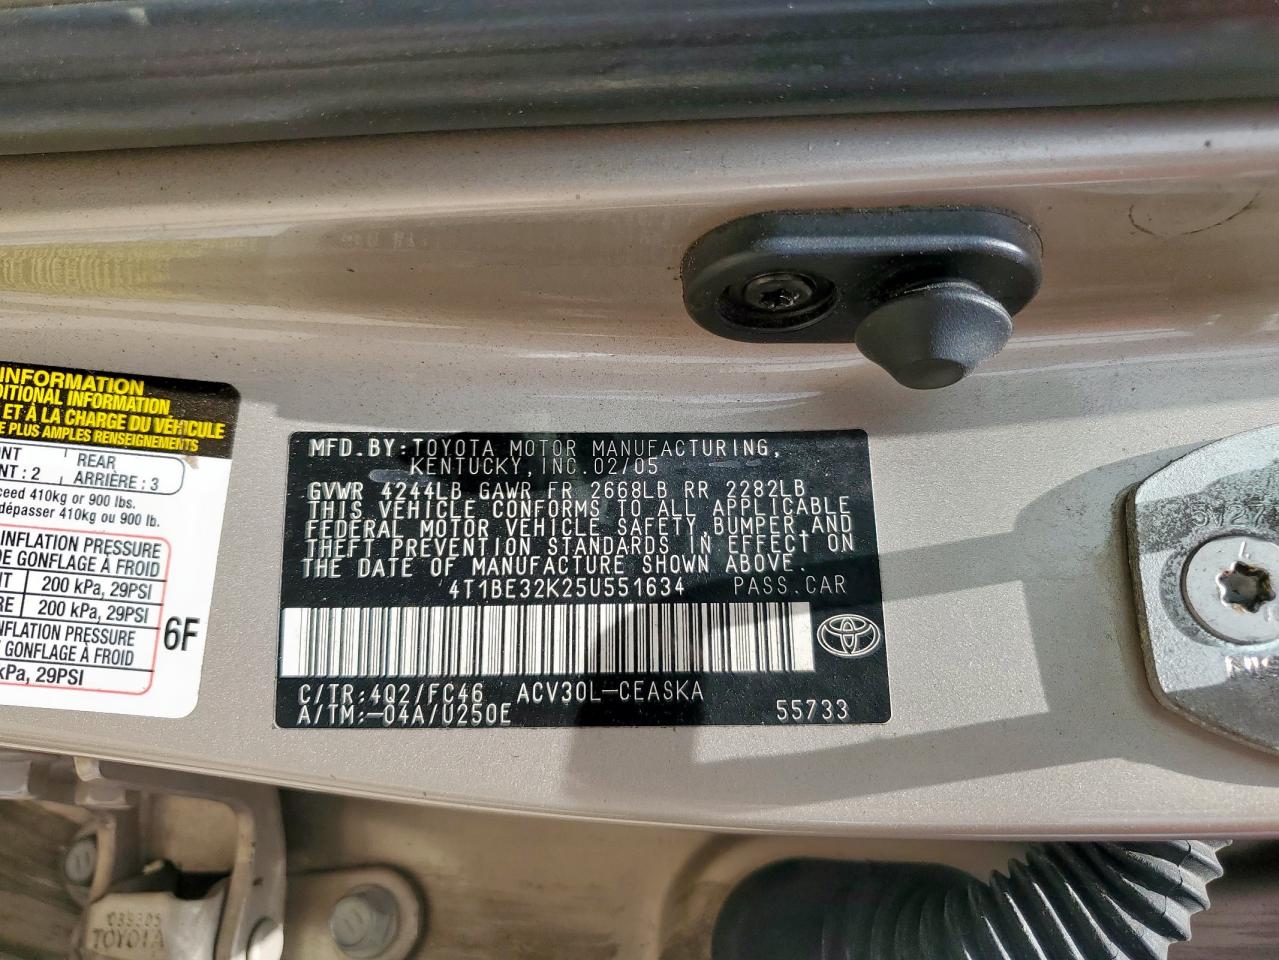 INFORMATION
DITIONAL INFORMATION
ET À LA CHARGE DU VÉHICULE
E PLUS AMPLES RENSEIGNEMENTS
NT : 2
REAR
ARRIÈRE : 3
ceed 410kg or 900 lbs.
dépasser 410kg ou 900 lb.
INFLATION PRESSURE
DE GONFLAGE À FROID
NT 200 kPa, 29PSI
RE 200 kPa, 29PSI
INFLATION PRESSURE
GONFLAGE À FROID
kPa, 29PSI
6F
MFD.BY:TOYOTA MOTOR MANUFACTURING,
KENTUCKY, INC. 02/05
GVWR 4244LB GAWR FR 2668LB RR 2282LB
THIS VEHICLE CONFORMS TO ALL APPLICABLE
FEDERAL MOTOR VEHICLE SAFETY, BUMPER, AND
THEFT PREVENTION STANDARDS IN EFFECT ON
THE DATE OF MANUFACTURE SHOWN ABOVE.
4T1BE32K25U551634 PASS.CAR
C/TR:4Q2/FC46 ACV30L-CEASKA
A/TM:-04A/U250E 55733
TOYOTA